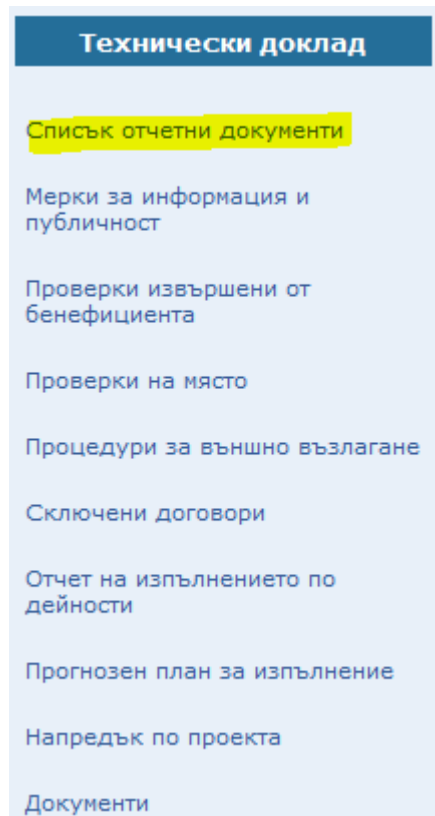 Технически доклад
Списък отчетни документи
Мерки за информация и
публичност
Проверки извършени от
бенефициента
Проверки на място
Процедури за външно възлагане
Сключени договори
Отчет на изпълнението по
дейности
Прогнозен план за изпълнение
Напредък по проекта
Документи